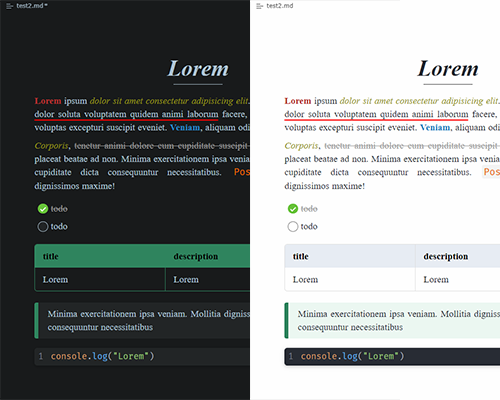 test2.md*
Lorem
Lorem ipsum dolor sit amet consectetur adipisicing elit.
dolor soluta voluptatem quidem animi laborum facere,
voluptas excepturi suscipit eveniet. Veniam, aliquam odi
Corporis, tenetur animi dolore cum cupiditate suscipit
placeat beatae ad non. Minima exercitationem ipsa venia
cupiditate dicta consequuntur necessitatibus. Pos
dignissimos maxime!
todo
todo
title description
Lorem Lorem
Minima exercitationem ipsa veniam. Mollitia digniss
consequuntur necessitatibus
1 console.log("Lorem")
test2.md
Lorem
Lorem ipsum dolor sit amet consectetur adipisicing elit.
dolor soluta voluptatem quidem animi laborum facere,
voluptas excepturi suscipit eveniet. Veniam, aliquam odi
Corporis, tenetur animi dolore cum cupiditate suscipit
placeat beatae ad non. Minima exercitationem ipsa venia
cupiditate dicta consequuntur necessitatibus. Pos
dignissimos maxime!
todo
todo
title description
Lorem Lorem
Minima exercitationem ipsa veniam. Mollitia digniss
consequuntur necessitatibus
1 console.log("Lorem")